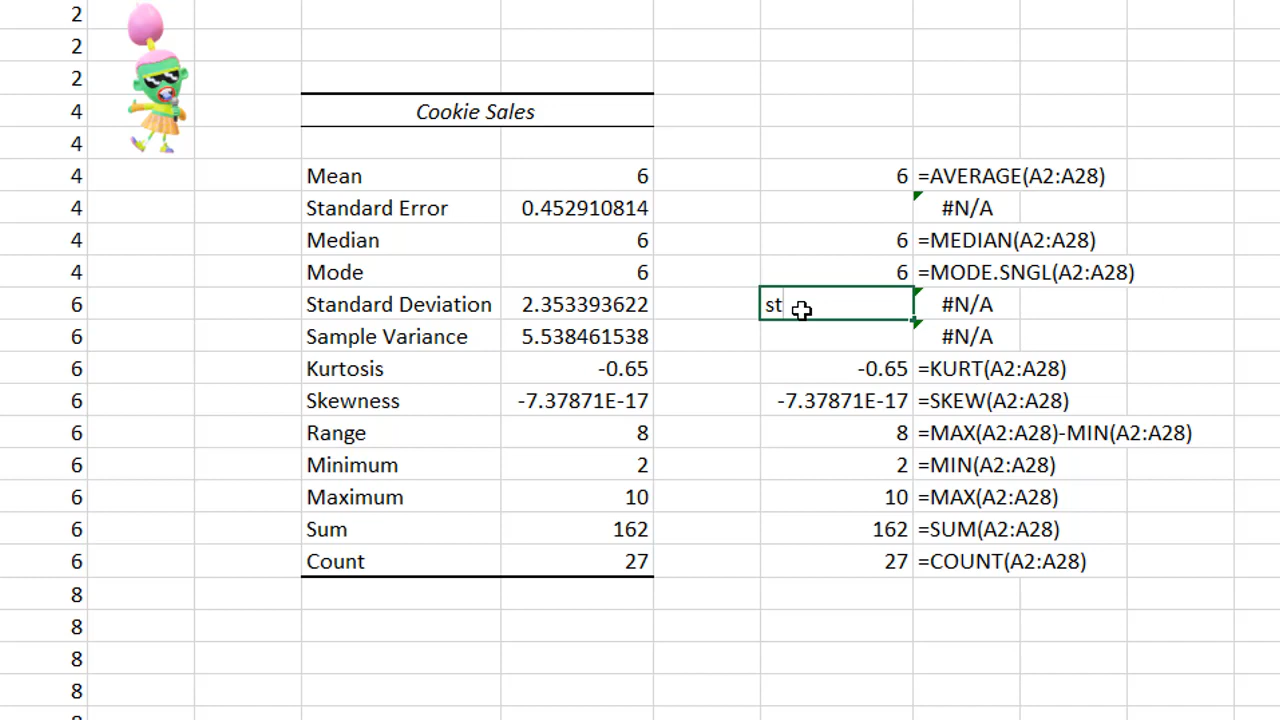 2
2
2
4 Cookie Sales
4
4 Mean 6 6 =AVERAGE(A2:A28)
4 Standard Error 0.452910814 #N/A
4 Median 6 6 =MEDIAN(A2:A28)
4 Mode 6 6 =MODE.SNGL(A2:A28)
6 Standard Deviation 2.353393622 st #N/A
6 Sample Variance 5.538461538 #N/A
6 Kurtosis -0.65 -0.65 =KURT(A2:A28)
6 Skewness -7.37871E-17 -7.37871E-17 =SKEW(A2:A28)
6 Range 8 8 =MAX(A2:A28)-MIN(A2:A28)
6 Minimum 2 2 =MIN(A2:A28)
6 Maximum 10 10 =MAX(A2:A28)
6 Sum 162 162 =SUM(A2:A28)
6 Count 27 27 =COUNT(A2:A28)
8
8
8
8